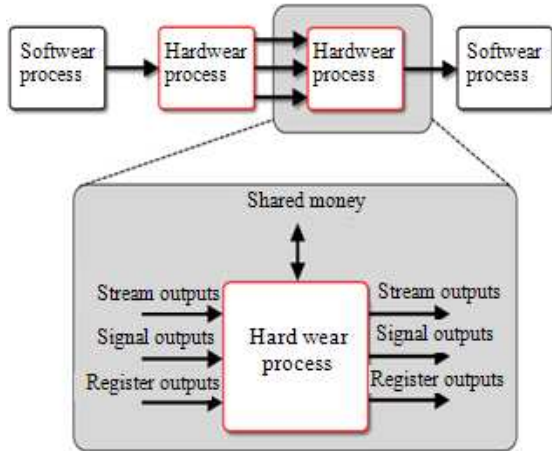 Softwear
process
Hardwear
process
Hardwear
process
Softwear
process
Shared money
Stream outputs
Signal outputs
Register outputs
Hard wear
process
Stream outputs
Signal outputs
Register outputs